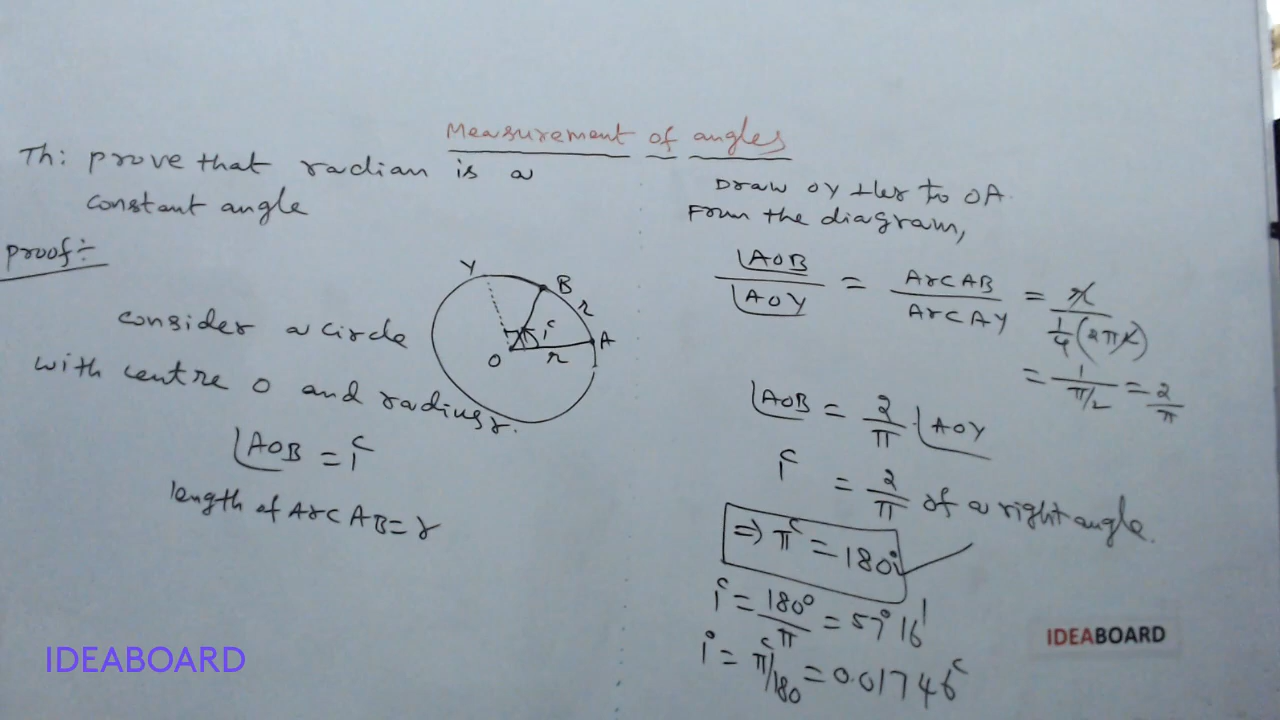 Measurement of angles
Th: prove that radian is a
constant angle
proof:-
consider a circle
with centre O and radius r.
Y
B
r
1ᶜ
A
O
r
∠AOB = 1ᶜ
length of Arc AB = r
Draw OY ⊥ler to OA.
From the diagram,
∠AOB / ∠AOY = Arc AB / Arc AY = r / ¼(2πr)
= 1 / π/2 = 2/π
∠AOB = 2/π ∠AOY
1ᶜ = 2/π of a right angle.
⇒ πᶜ = 180°
1ᶜ = 180°/π = 57°16'
1° = πᶜ/180 = 0.01746ᶜ
IDEABOARD
IDEABOARD